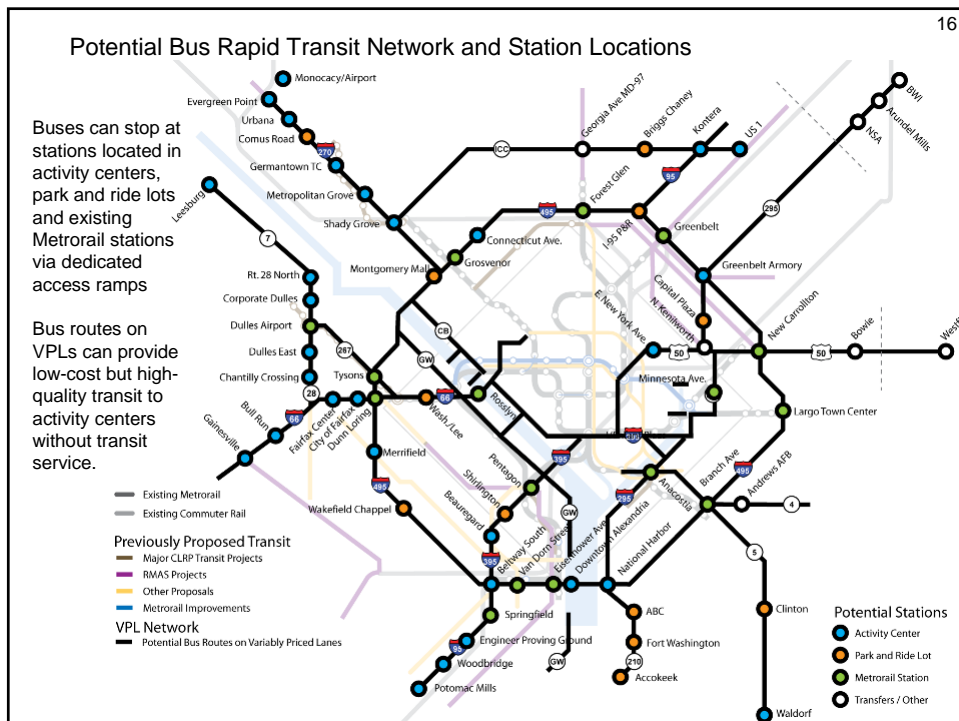 16
Potential Bus Rapid Transit Network and Station Locations
Buses can stop at
stations located in
activity centers,
park and ride lots
and existing
Metrorail stations
via dedicated
access ramps
Bus routes on
VPLs can provide
low-cost but high-
quality transit to
activity centers
without transit
service.
Monocacy/Airport
Evergreen Point
Urbana
Comus Road
270
Germantown TC
Metropolitan Grove
Shady Grove
ICC
Georgia Ave MD-97
Briggs Chaney
Kontera
US 1
95
BWI
Arundel Mills
NSA
295
Leesburg
7
Rt. 28 North
Corporate Dulles
Dulles Airport
Dulles East
Chantilly Crossing
28
267
Tysons
Montgomery Mall
Grosvenor
Connecticut Ave.
495
Forest Glen
I-95 P&R
Greenbelt
Greenbelt Armory
Capital Plaza
N. Kenilworth
New Carrollton
E. New York Ave
50
Minnesota Ave.
50
Bowie
CB
GW
Gainesville
Bull Run
66
Fairfax Center
City of Fairfax
Dunn Loring
Wash./Lee
66
Rosslyn
Largo Town Center
Merrifield
495
Wakefield Chappel
Shirlington
Pentagon
395
Beauregard
395
Beltway South
Van Dorn Street
Eisenhower Ave
Downtown Alexandria
GW
295
Anacostia
National Harbor
Branch Ave
495
Andrews AFB
4
5
Springfield
Engineer Proving Ground
95
Woodbridge
Potomac Mills
GW
ABC
Fort Washington
210
Accokeek
Clinton
Waldorf
Existing Metrorail
Existing Commuter Rail
Previously Proposed Transit
Major CLRP Transit Projects
RMAS Projects
Other Proposals
Metrorail Improvements
VPL Network
Potential Bus Routes on Variably Priced Lanes
Potential Stations
Activity Center
Park and Ride Lot
Metrorail Station
Transfers / Other